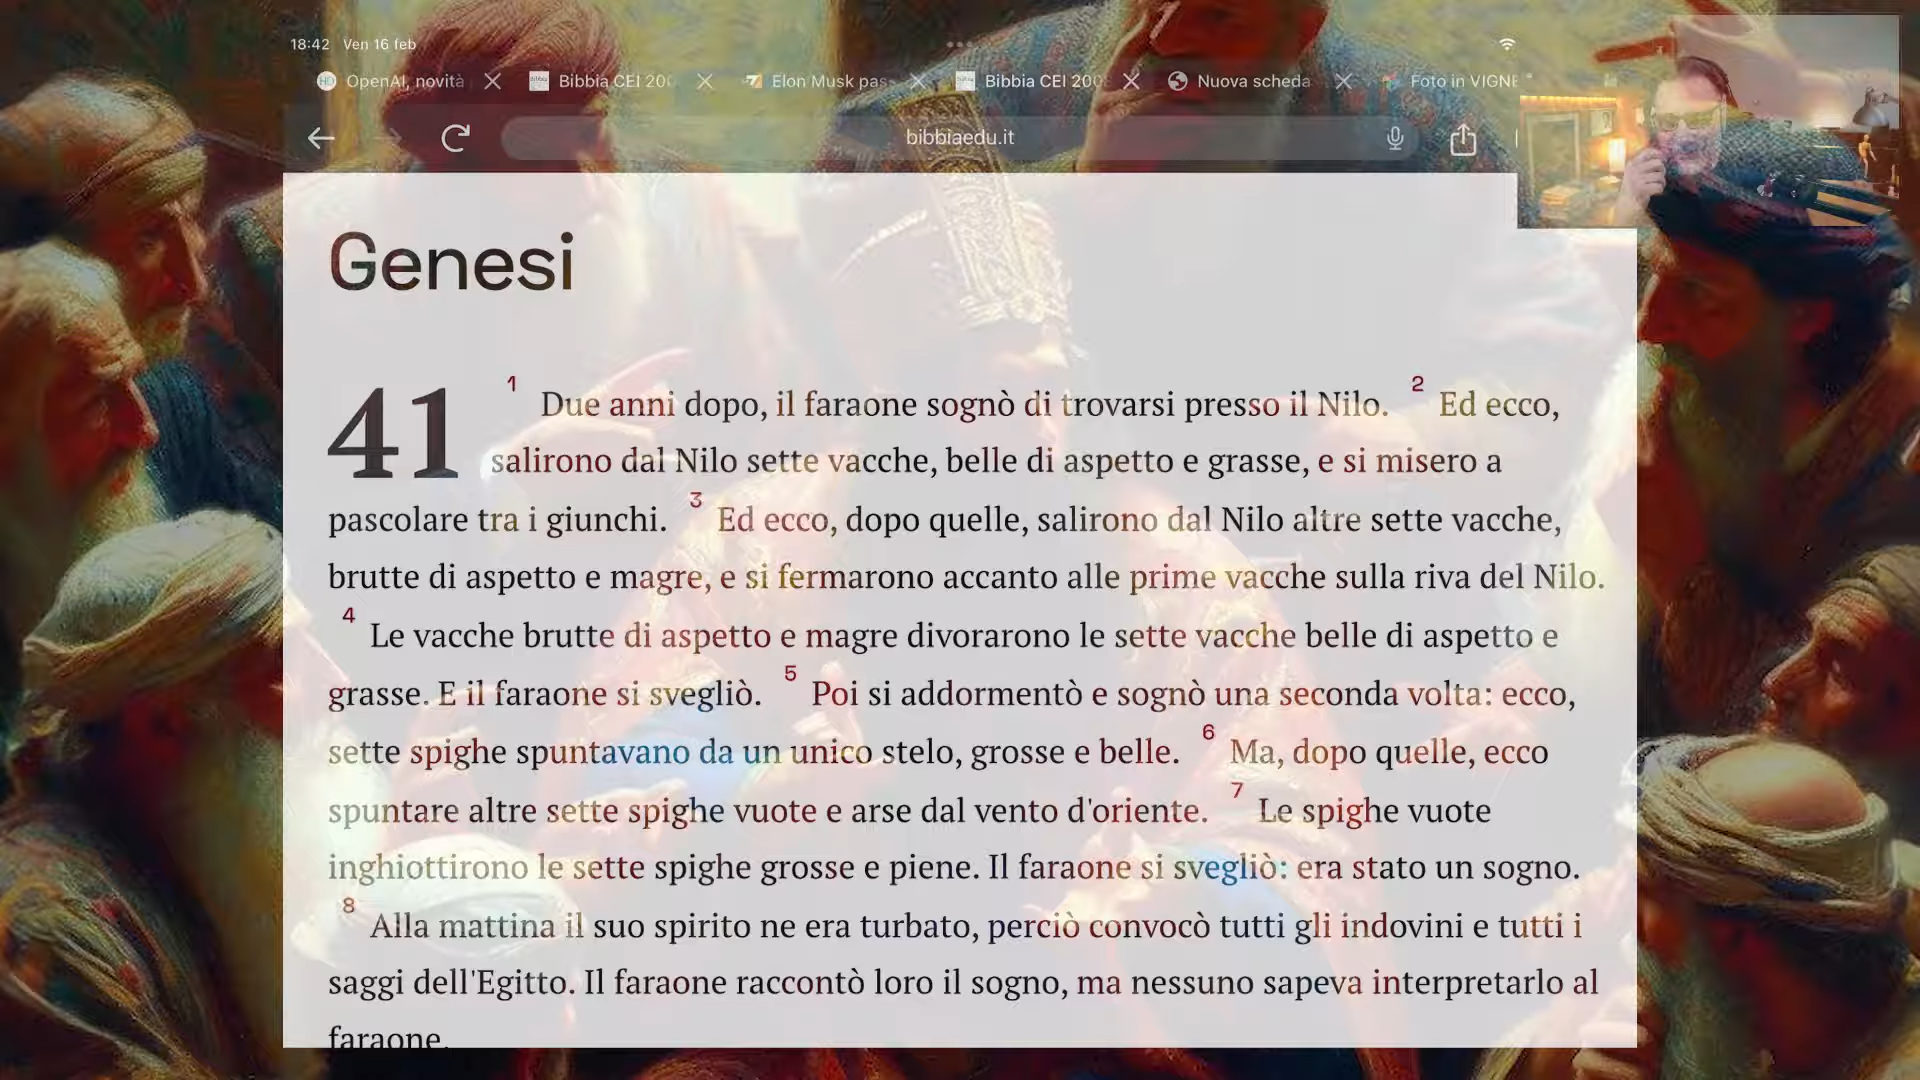 18:42 Ven 16 feb
OpenAI, novità Bibbia CEI 200 Elon Musk pas Bibbia CEI 200 Nuova scheda Foto in VIGNE
bibbiaedu.it
Genesi
41 1 Due anni dopo, il faraone sognò di trovarsi presso il Nilo. 2 Ed ecco,
salirono dal Nilo sette vacche, belle di aspetto e grasse, e si misero a
pascolare tra i giunchi. 3 Ed ecco, dopo quelle, salirono dal Nilo altre sette vacche,
brutte di aspetto e magre, e si fermarono accanto alle prime vacche sulla riva del Nilo.
4 Le vacche brutte di aspetto e magre divorarono le sette vacche belle di aspetto e
grasse. E il faraone si svegliò. 5 Poi si addormentò e sognò una seconda volta: ecco,
sette spighe spuntavano da un unico stelo, grosse e belle. 6 Ma, dopo quelle, ecco
spuntare altre sette spighe vuote e arse dal vento d'oriente. 7 Le spighe vuote
inghiottirono le sette spighe grosse e piene. Il faraone si svegliò: era stato un sogno.
8 Alla mattina il suo spirito ne era turbato, perciò convocò tutti gli indovini e tutti i
saggi dell'Egitto. Il faraone raccontò loro il sogno, ma nessuno sapeva interpretarlo al
faraone.